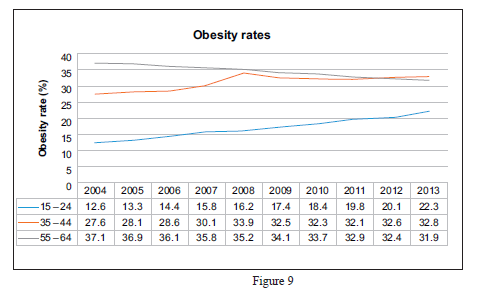 Obesity rates
40
35
30
25
20
15
10
5
0
Obesity rate (%)
2004 2005 2006 2007 2008 2009 2010 2011 2012 2013
15–24 12.6 13.3 14.4 15.8 16.2 17.4 18.4 19.8 20.1 22.3
35–44 27.6 28.1 28.6 30.1 33.9 32.5 32.3 32.1 32.6 32.8
55–64 37.1 36.9 36.1 35.8 35.2 34.1 33.7 32.9 32.4 31.9
Figure 9